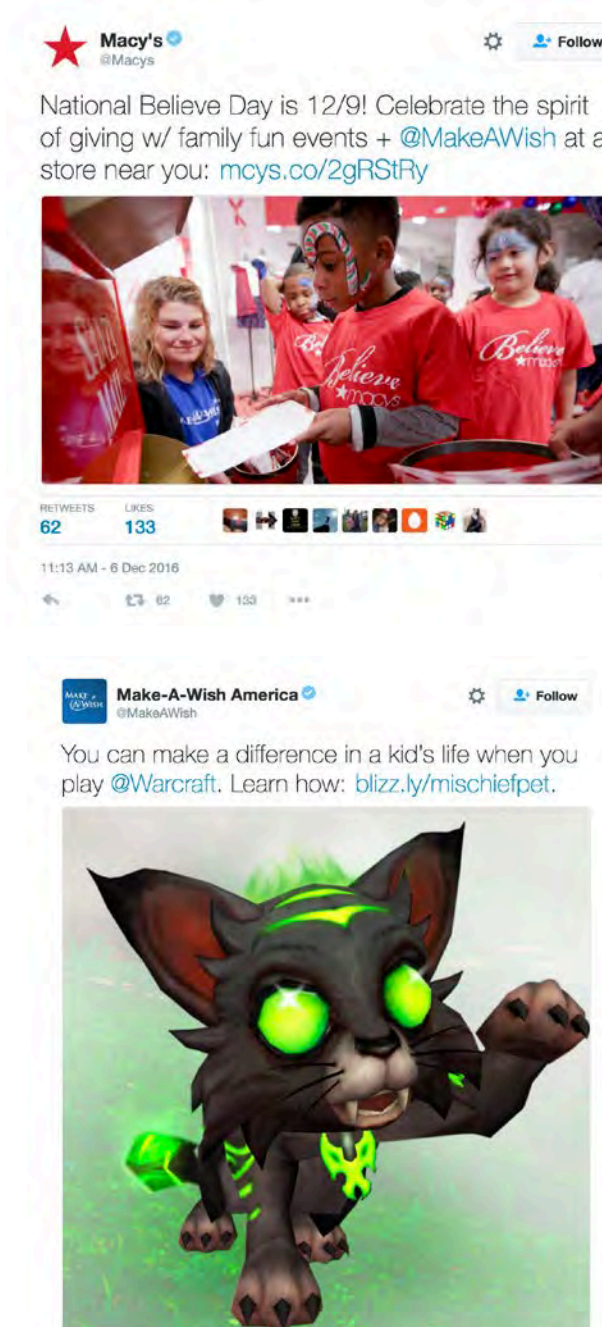 Macy's
@Macys
Follow
National Believe Day is 12/9! Celebrate the spirit
of giving w/ family fun events + @MakeAWish at a
store near you: mcys.co/2gRStRy
Believe
macys
Believe
macys
RETWEETS LIKES
62 133
11:13 AM - 6 Dec 2016
62 133
MAKE A WISH
Make-A-Wish America
@MakeAWish
Follow
You can make a difference in a kid's life when you
play @Warcraft. Learn how: blizz.ly/mischiefpet.